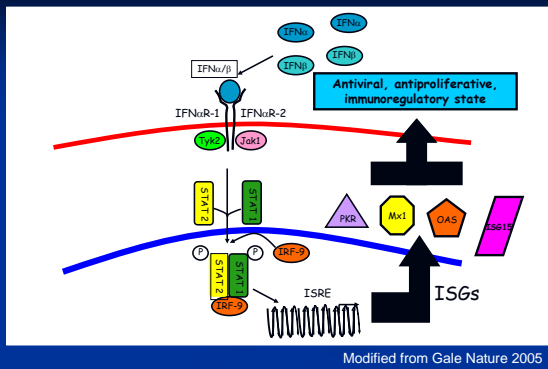 IFNα
IFNα
IFNβ
IFNβ
IFNα/β
Antiviral, antiproliferative,
immunoregulatory state
IFNαR-1
IFNαR-2
Tyk2
Jak1
STAT 2
STAT 1
PKR
Mx1
OAS
ISG15
P
P
IRF-9
STAT 2
STAT 1
IRF-9
ISRE
ISGs
Modified from Gale Nature 2005